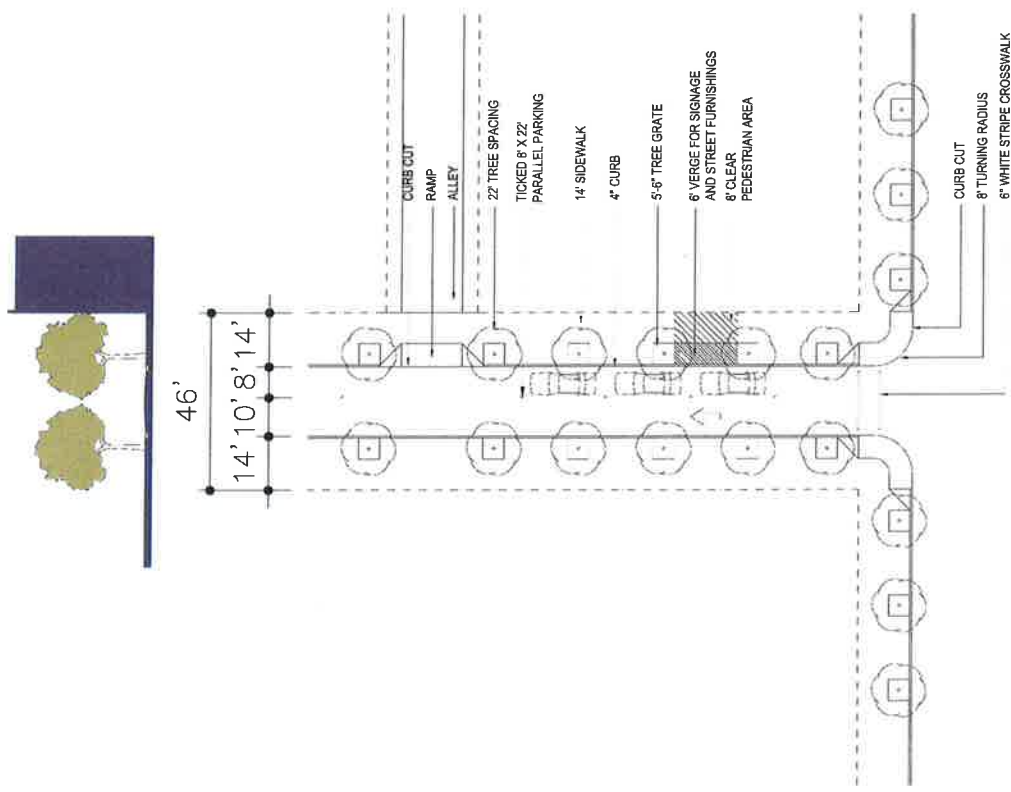 46'
14' 10' 8' 14'
CURB CUT
RAMP
ALLEY
22' TREE SPACING
TICKED 8' X 22'
PARALLEL PARKING
14' SIDEWALK
4" CURB
5'-6" TREE GRATE
6' VERGE FOR SIGNAGE
AND STREET FURNISHINGS
8' CLEAR
PEDESTRIAN AREA
CURB CUT
8' TURNING RADIUS
6" WHITE STRIPE CROSSWALK